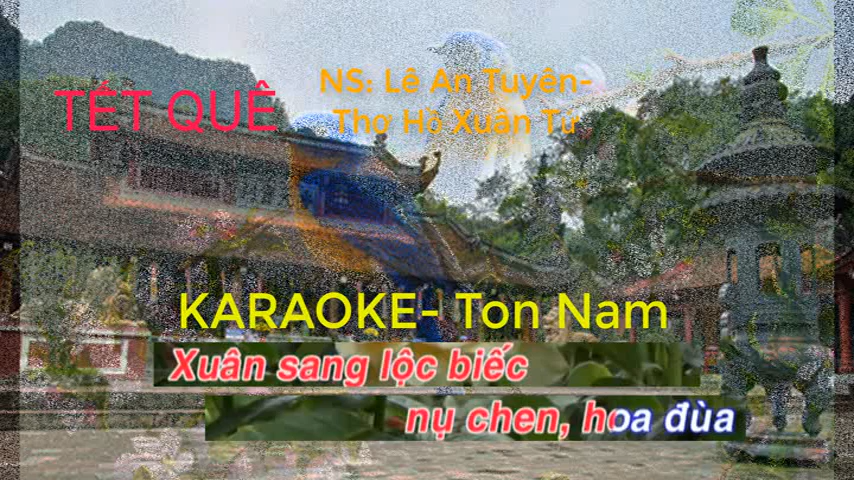 TẾT QUÊ
NS: Lê An Tuyên-
Thơ Hồ Xuân Tứ
KARAOKE- Ton Nam
Xuân sang lộc biếc
nụ chen, hoa đùa